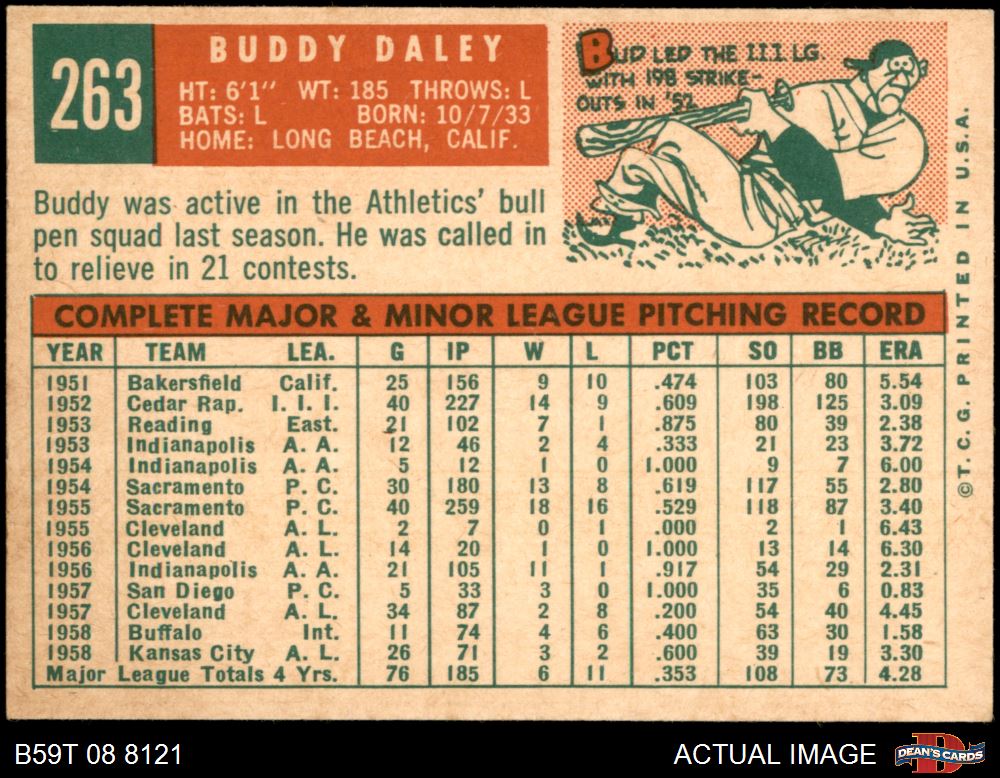 263
BUDDY DALEY
HT: 6'1" WT: 185 THROWS: L
BATS: L BORN: 10/7/33
HOME: LONG BEACH, CALIF.
BUD LED THE I.I.I. LG.
WITH 198 STRIKE-
OUTS IN '52
Buddy was active in the Athletics' bull
pen squad last season. He was called in
to relieve in 21 contests.
COMPLETE MAJOR & MINOR LEAGUE PITCHING RECORD
YEAR TEAM LEA. G IP W L PCT SO BB ERA
1951 Bakersfield Calif. 25 156 9 10 .474 103 80 5.54
1952 Cedar Rap. I. I. I. 40 227 14 9 .609 198 125 3.09
1953 Reading East. 21 102 7 1 .875 80 39 2.38
1953 Indianapolis A. A. 12 46 2 4 .333 21 23 3.72
1954 Indianapolis A. A. 5 12 1 0 1.000 9 7 6.00
1954 Sacramento P. C. 30 180 13 8 .619 117 55 2.80
1955 Sacramento P. C. 40 259 18 16 .529 118 87 3.40
1955 Cleveland A. L. 2 7 0 1 .000 2 1 6.43
1956 Cleveland A. L. 14 20 1 0 1.000 13 14 6.30
1956 Indianapolis A. A. 21 105 11 1 .917 54 29 2.31
1957 San Diego P. C. 5 33 3 0 1.000 35 6 0.83
1957 Cleveland A. L. 34 87 2 8 .200 54 40 4.45
1958 Buffalo Int. 11 74 4 6 .400 63 30 1.58
1958 Kansas City A. L. 26 71 3 2 .600 39 19 3.30
Major League Totals 4 Yrs. 76 185 6 11 .353 108 73 4.28
©T.C.G. PRINTED IN U.S.A.
B59T 08 8121
ACTUAL IMAGE
DEAN'S CARDS